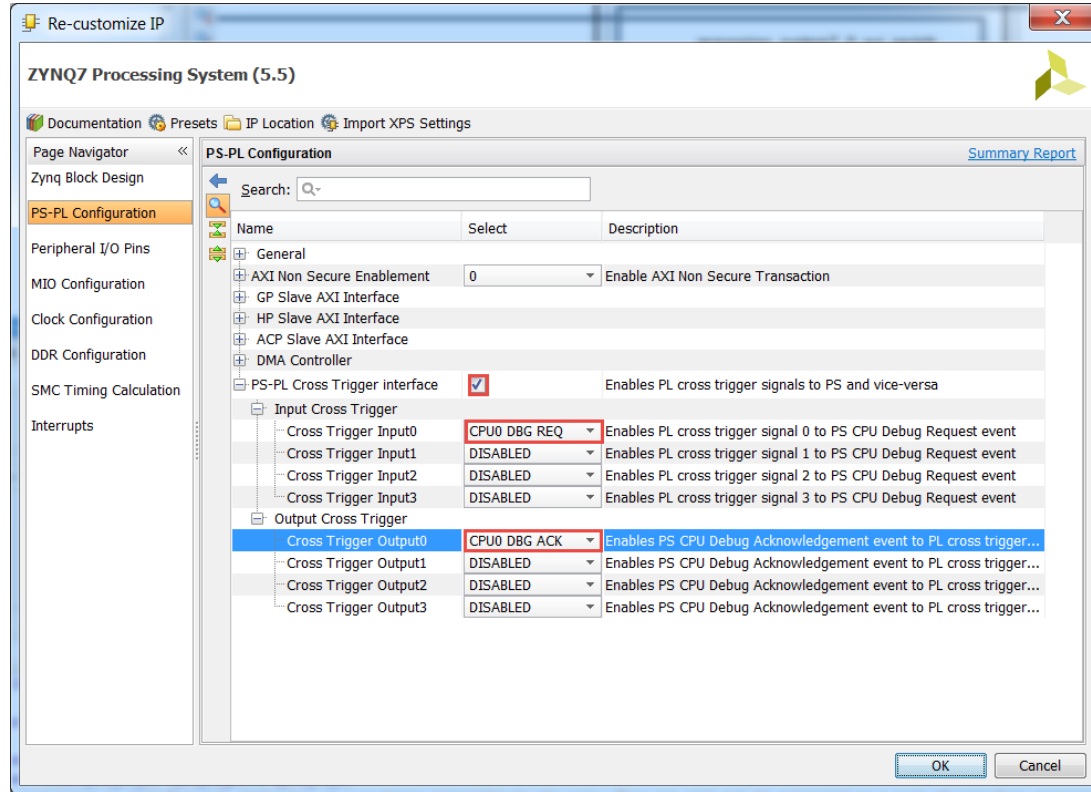 Re-customize IP
ZYNQ7 Processing System (5.5)
Documentation Presets IP Location Import XPS Settings
Page Navigator «
Zynq Block Design
PS-PL Configuration
Peripheral I/O Pins
MIO Configuration
Clock Configuration
DDR Configuration
SMC Timing Calculation
Interrupts
PS-PL Configuration Summary Report
Search:
Name Select Description
General
AXI Non Secure Enablement 0 Enable AXI Non Secure Transaction
GP Slave AXI Interface
HP Slave AXI Interface
ACP Slave AXI Interface
DMA Controller
PS-PL Cross Trigger interface Enables PL cross trigger signals to PS and vice-versa
Input Cross Trigger
Cross Trigger Input0 CPU0 DBG REQ Enables PL cross trigger signal 0 to PS CPU Debug Request event
Cross Trigger Input1 DISABLED Enables PL cross trigger signal 1 to PS CPU Debug Request event
Cross Trigger Input2 DISABLED Enables PL cross trigger signal 2 to PS CPU Debug Request event
Cross Trigger Input3 DISABLED Enables PL cross trigger signal 3 to PS CPU Debug Request event
Output Cross Trigger
Cross Trigger Output0 CPU0 DBG ACK Enables PS CPU Debug Acknowledgement event to PL cross trigger...
Cross Trigger Output1 DISABLED Enables PS CPU Debug Acknowledgement event to PL cross trigger...
Cross Trigger Output2 DISABLED Enables PS CPU Debug Acknowledgement event to PL cross trigger...
Cross Trigger Output3 DISABLED Enables PS CPU Debug Acknowledgement event to PL cross trigger...
OK Cancel